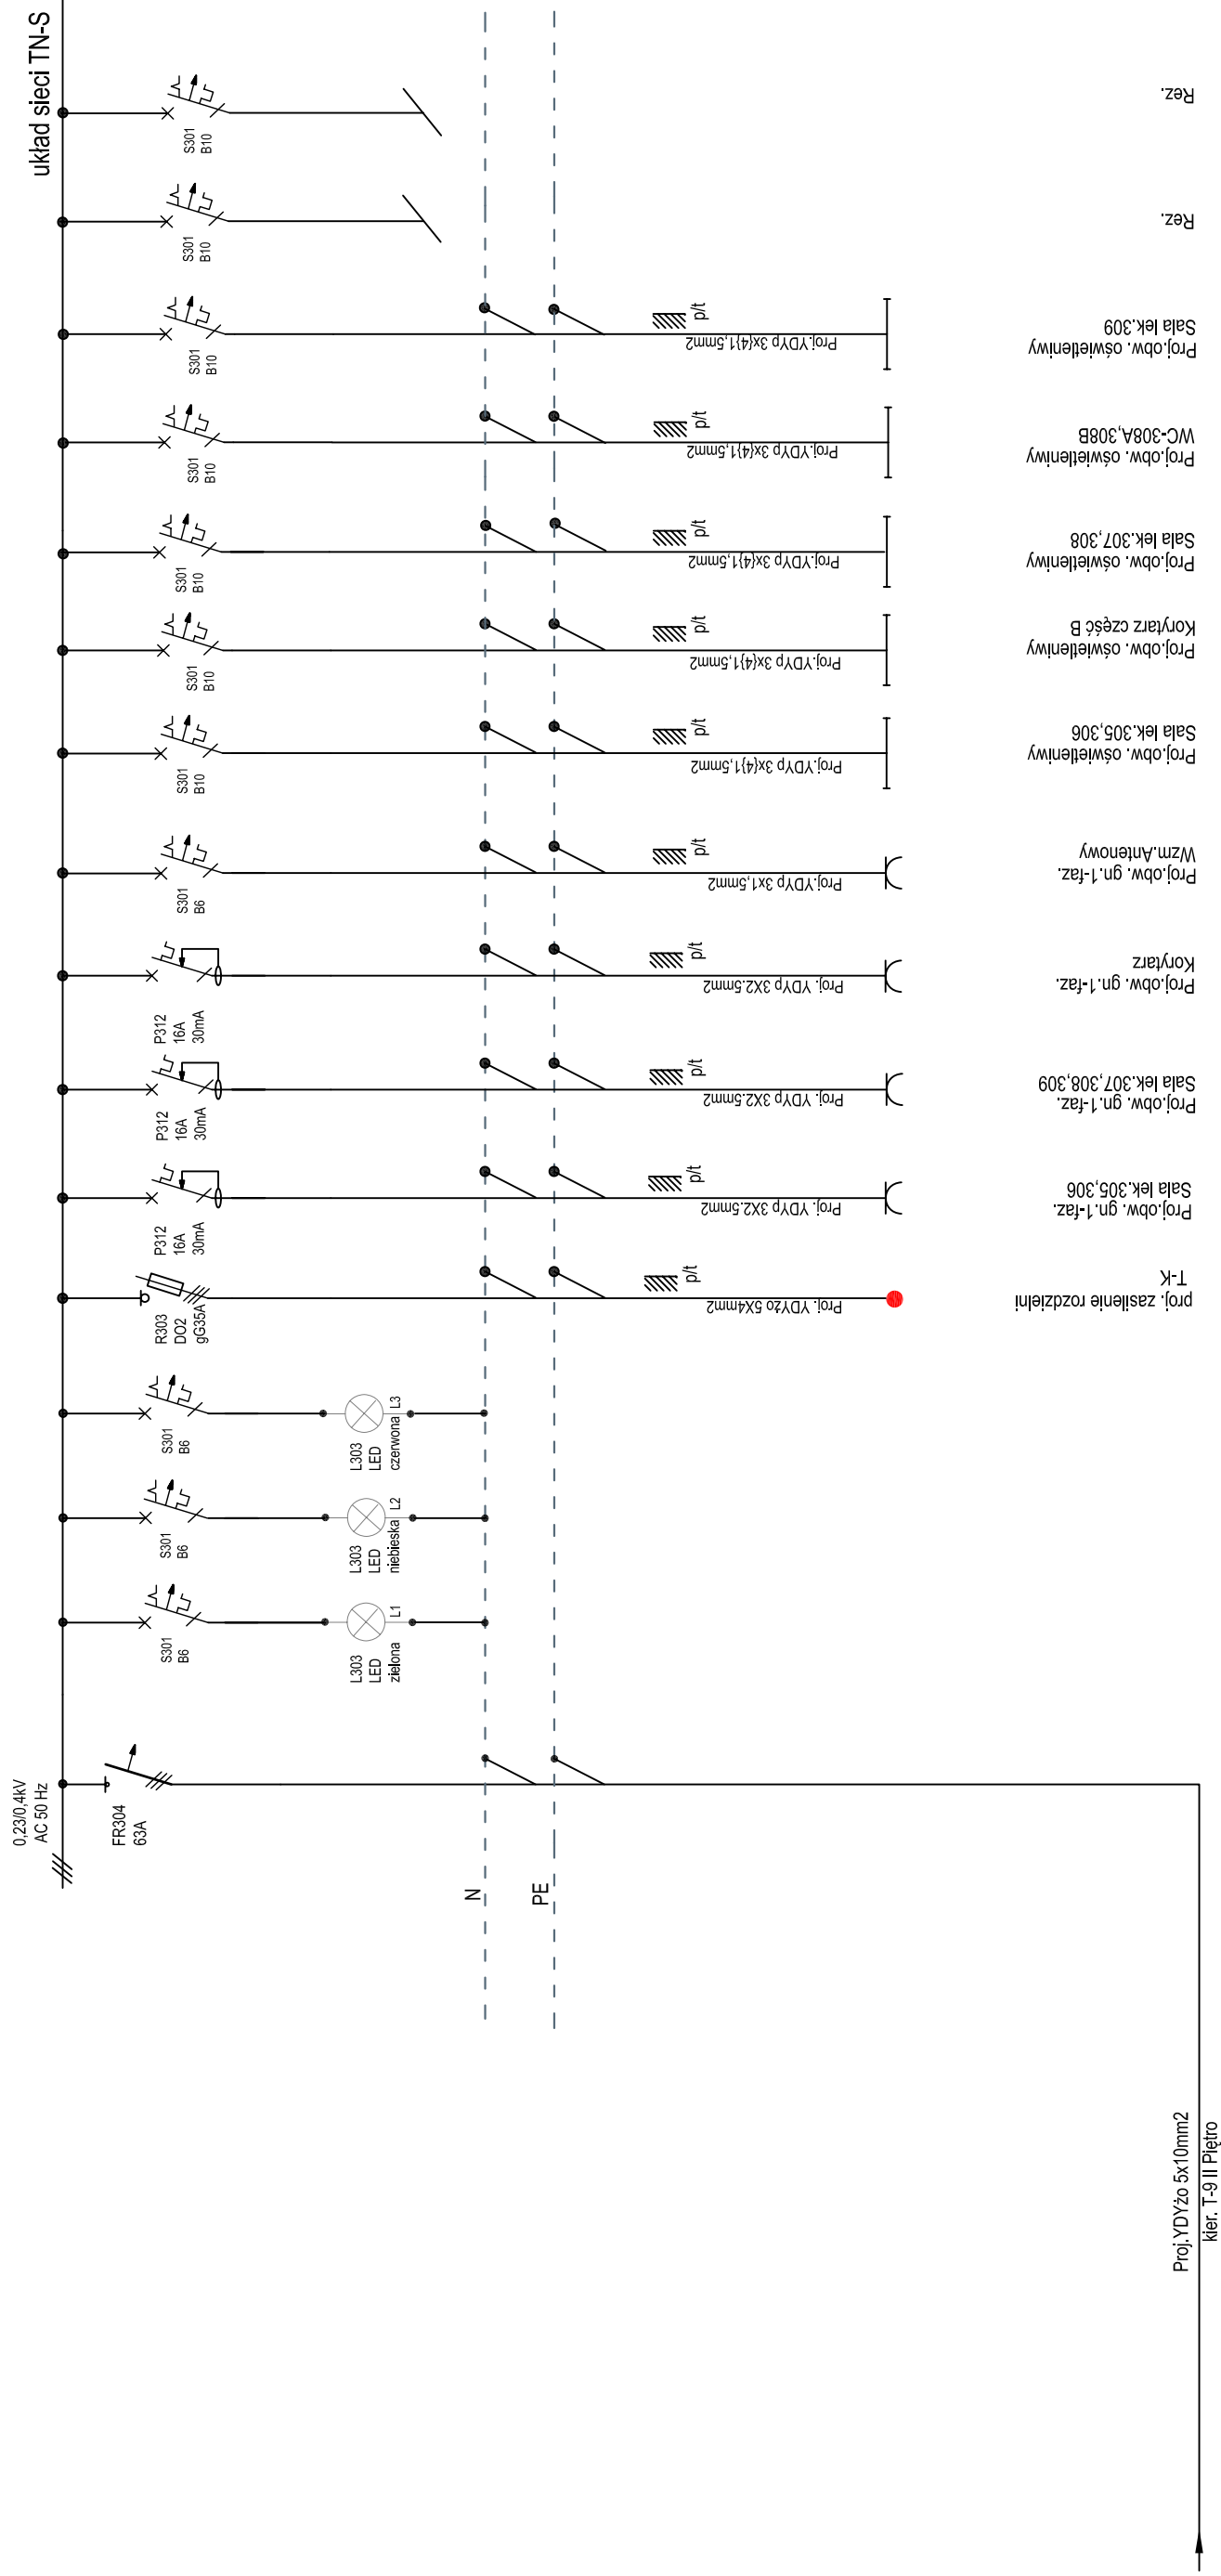 układ sieci TN-S
0,23/0,4kV
AC 50 Hz
FR304
63A
N
PE
Proj.YDYżo 5x10mm2
kier. T-9 II Piętro
S301
B6
L303
LED
zielona
L1
S301
B6
L303
LED
niebieska
L2
S301
B6
L303
LED
czerwona
L3
R303
DO2
gG35A
p/t
Proj. YDYżo 5X4mm2
proj. zasilenie rozdzielni
T-K
P312
16A
30mA
p/t
Proj. YDYp 3X2.5mm2
Proj.obw. gn.1-faz.
Sala lek.305,306
P312
16A
30mA
p/t
Proj. YDYp 3X2.5mm2
Proj.obw. gn.1-faz.
Sala lek.307,308,309
P312
16A
30mA
p/t
Proj. YDYp 3X2.5mm2
Proj.obw. gn.1-faz.
Korytarz
S301
B6
p/t
Proj.YDYp 3x1,5mm2
Proj.obw. gn.1-faz.
Wzm.Antenowy
S301
B10
p/t
Proj.YDYp 3x{4}1,5mm2
Proj.obw. oświetleniwy
Sala lek.305,306
S301
B10
p/t
Proj.YDYp 3x{4}1,5mm2
Proj.obw. oświetleniwy
Korytarz część B
S301
B10
p/t
Proj.YDYp 3x{4}1,5mm2
Proj.obw. oświetleniwy
Sala lek.307,308
S301
B10
p/t
Proj.YDYp 3x{4}1,5mm2
Proj.obw. oświetleniwy
WC-308A,308B
S301
B10
p/t
Proj.YDYp 3x{4}1,5mm2
Proj.obw. oświetleniwy
Sala lek.309
S301
B10
Rez.
S301
B10
Rez.